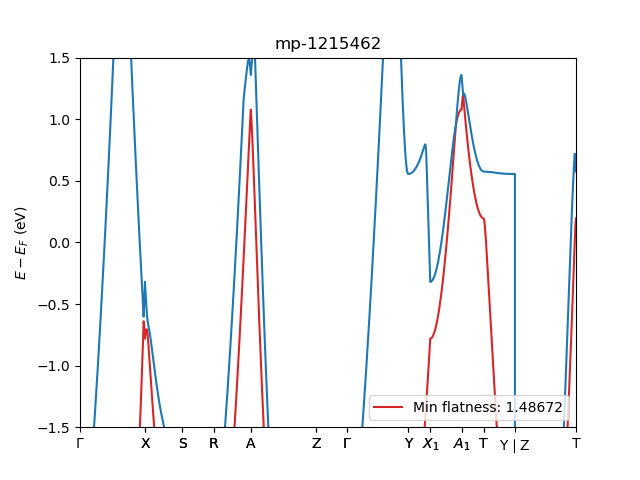 mp-1215462
1.5
1.0
0.5
0.0
−0.5
−1.0
−1.5
E − E_F (eV)
Min flatness: 1.48672
Γ X S R A Z Γ Y X₁ A₁ T Y | Z T